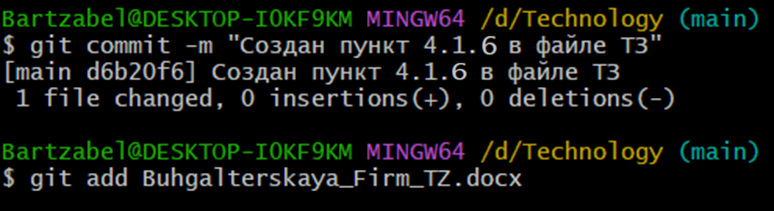 Bartzabel@DESKTOP-I0KF9KM MINGW64 /d/Technology (main)
$ git commit -m "Создан пункт 4.1.6 в файле ТЗ"
[main d6b20f6] Создан пункт 4.1.6 в файле ТЗ
1 file changed, 0 insertions(+), 0 deletions(-)
Bartzabel@DESKTOP-I0KF9KM MINGW64 /d/Technology (main)
$ git add Buhgalterskaya_Firm_TZ.docx